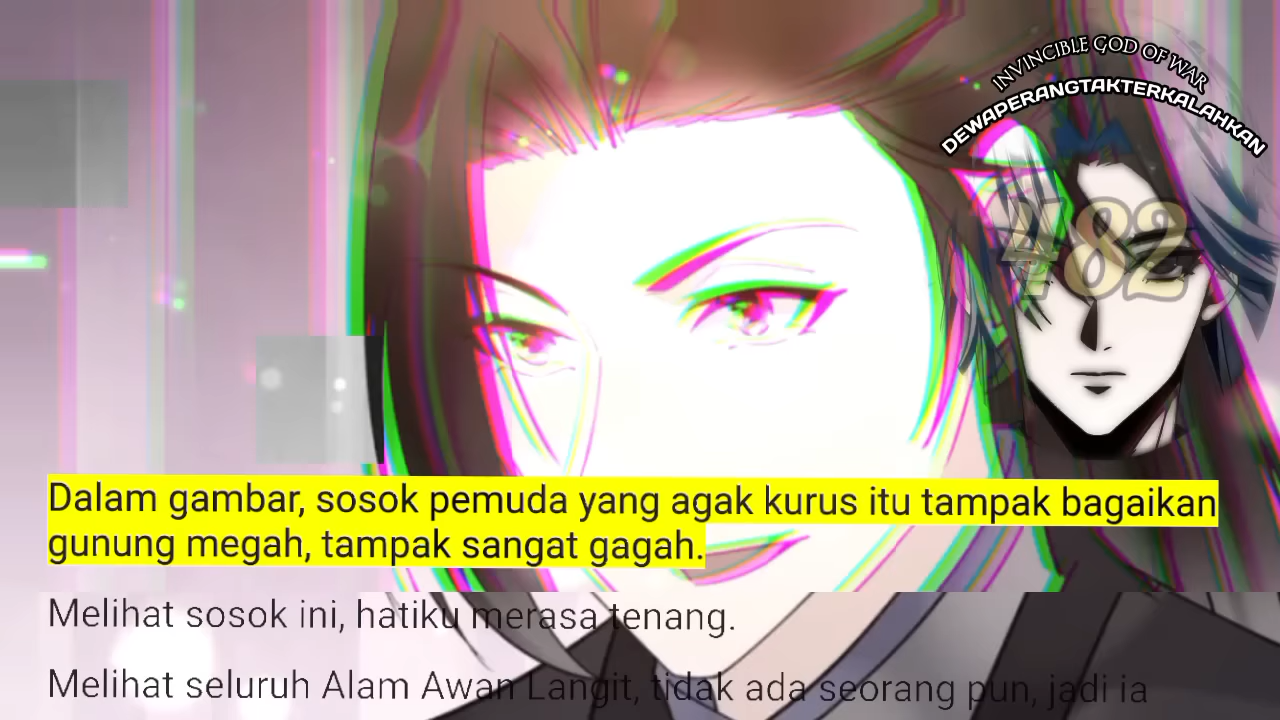 INVINCIBLE GOD OF WAR
DEWAPERANGTAKTERKALAHKAN
482
Dalam gambar, sosok pemuda yang agak kurus itu tampak bagaikan
gunung megah, tampak sangat gagah.
Melihat sosok ini, hatiku merasa tenang.
Melihat seluruh Alam Awan Langit, tidak ada seorang pun, jadi ia